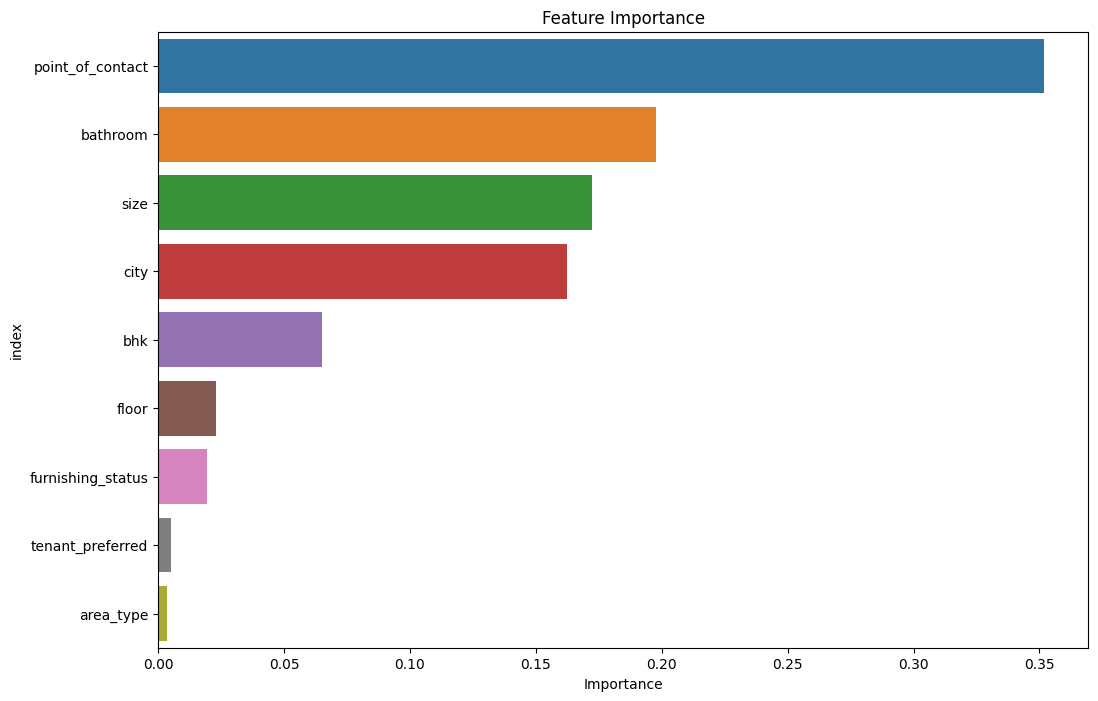 Feature Importance
point_of_contact
bathroom
size
city
bhk
floor
furnishing_status
tenant_preferred
area_type
index
0.00 0.05 0.10 0.15 0.20 0.25 0.30 0.35
Importance